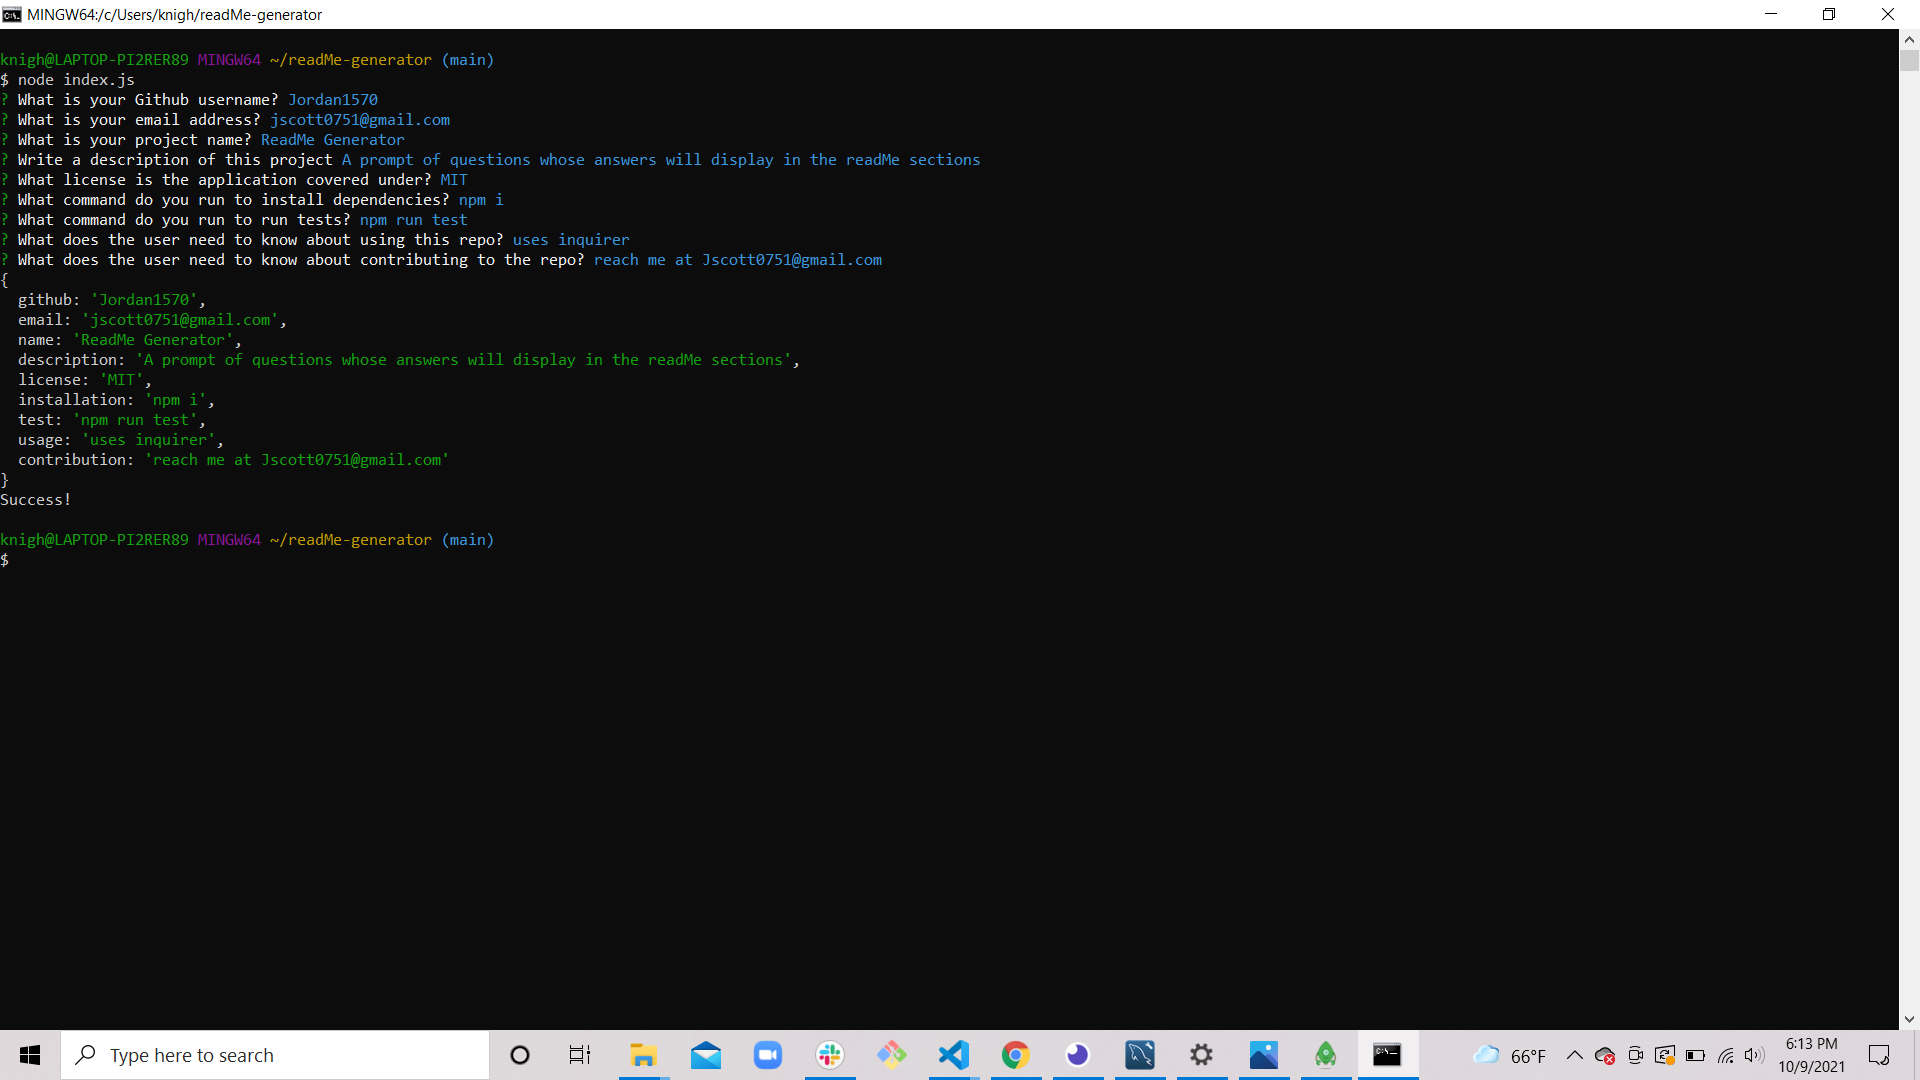 MINGW64:/c/Users/knigh/readMe-generator
knigh@LAPTOP-PI2RER89 MINGW64 ~/readMe-generator (main)
$ node index.js
? What is your Github username? Jordan1570
? What is your email address? jscott0751@gmail.com
? What is your project name? ReadMe Generator
? Write a description of this project A prompt of questions whose answers will display in the readMe sections
? What license is the application covered under? MIT
? What command do you run to install dependencies? npm i
? What command do you run to run tests? npm run test
? What does the user need to know about using this repo? uses inquirer
? What does the user need to know about contributing to the repo? reach me at Jscott0751@gmail.com
{
  github: 'Jordan1570',
  email: 'jscott0751@gmail.com',
  name: 'ReadMe Generator',
  description: 'A prompt of questions whose answers will display in the readMe sections',
  license: 'MIT',
  installation: 'npm i',
  test: 'npm run test',
  usage: 'uses inquirer',
  contribution: 'reach me at Jscott0751@gmail.com'
}
Success!
knigh@LAPTOP-PI2RER89 MINGW64 ~/readMe-generator (main)
$
Type here to search
66°F
6:13 PM
10/9/2021